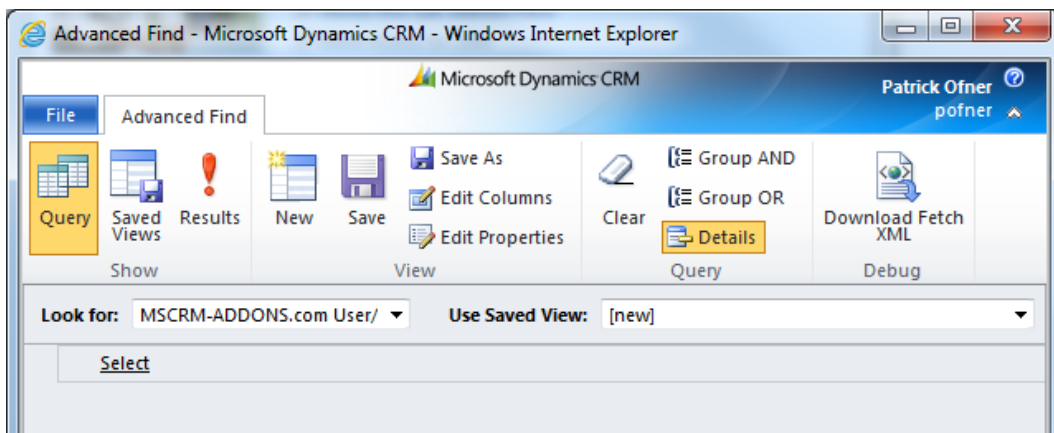 Advanced Find - Microsoft Dynamics CRM - Windows Internet Explorer
Microsoft Dynamics CRM
Patrick Ofner
pofner
File
Advanced Find
Query
Saved Views
Results
New
Save
Save As
Edit Columns
Edit Properties
Clear
Group AND
Group OR
Details
Download Fetch XML
Show
View
Query
Debug
Look for: MSCRM-ADDONS.com User/ Use Saved View: [new]
Select